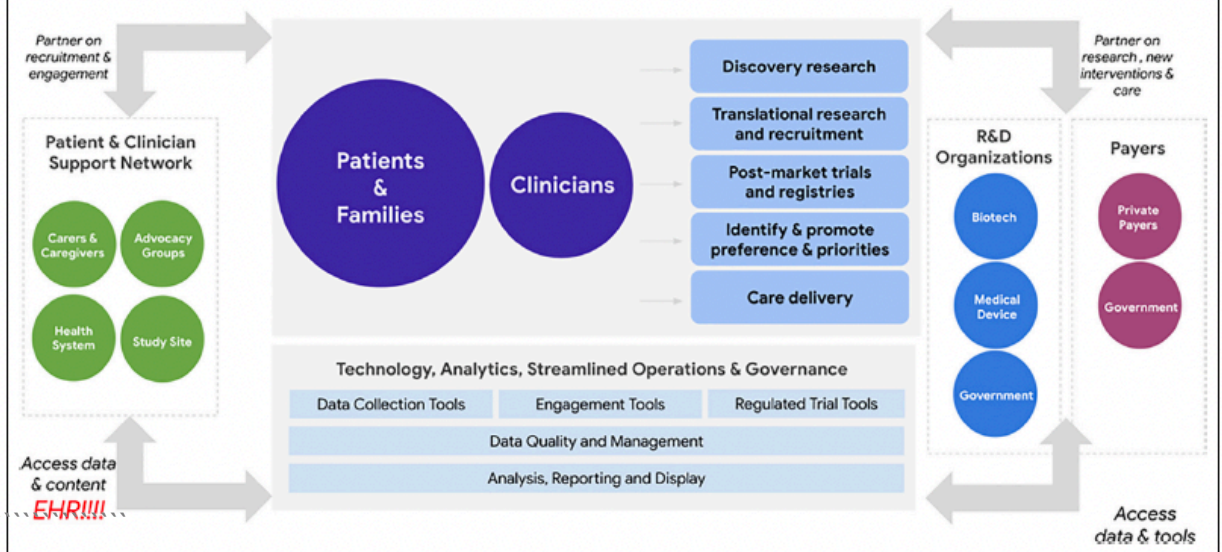 Partner on
recruitment &
engagement
Partner on
research , new
interventions &
care
Patient & Clinician
Support Network
Carers &
Caregivers
Advocacy
Groups
Health
System
Study Site
Patients
&
Families
Clinicians
Discovery research
Translational research
and recruitment
Post-market trials
and registries
Identify & promote
preference & priorities
Care delivery
R&D
Organizations
Biotech
Medical
Device
Government
Payers
Private
Payers
Government
Technology, Analytics, Streamlined Operations & Governance
Data Collection Tools
Engagement Tools
Regulated Trial Tools
Data Quality and Management
Analysis, Reporting and Display
Access data
& content
EHR!!!!
Access
data & tools